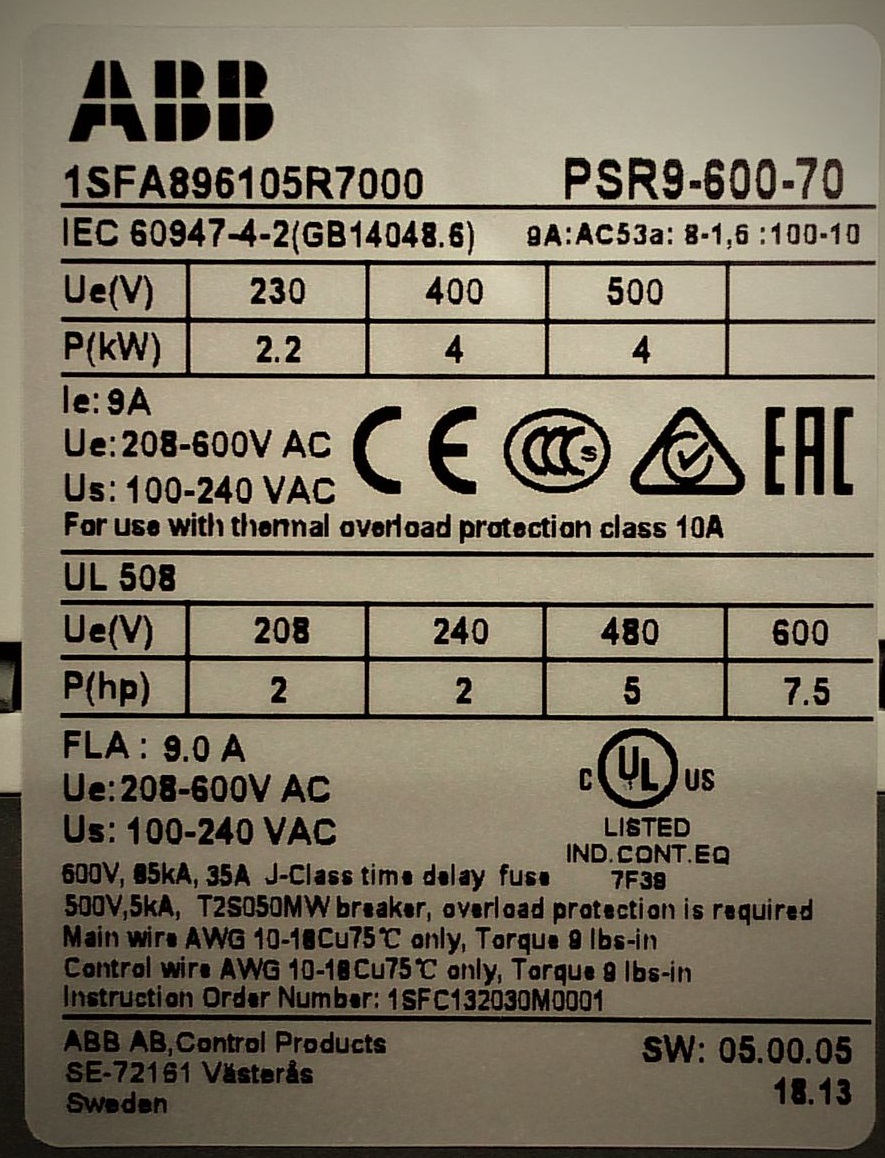 ABB
1SFA896105R7000 PSR9-600-70
IEC 60947-4-2(GB14048.6) 9A:AC53a: 8-1,6 :100-10
Ue(V) 230 400 500
P(kW) 2.2 4 4
Ie: 9A
Ue: 208-600V AC
Us: 100-240 VAC
CE CCC S EAC
For use with thermal overload protection class 10A
UL 508
Ue(V) 208 240 480 600
P(hp) 2 2 5 7.5
FLA : 9.0 A
Ue: 208-600V AC
Us: 100-240 VAC
C UL US
LISTED
IND.CONT.EQ
7F39
600V, 85kA, 35A J-Class time delay fuse
500V,5kA, T2S050MW breaker, overload protection is required
Main wire AWG 10-18Cu75℃ only, Torque 9 lbs-in
Control wire AWG 10-18Cu75℃ only, Torque 9 lbs-in
Instruction Order Number: 1SFC132030M0001
ABB AB,Control Products
SE-72161 Västerås
Sweden
SW: 05.00.05
18.13